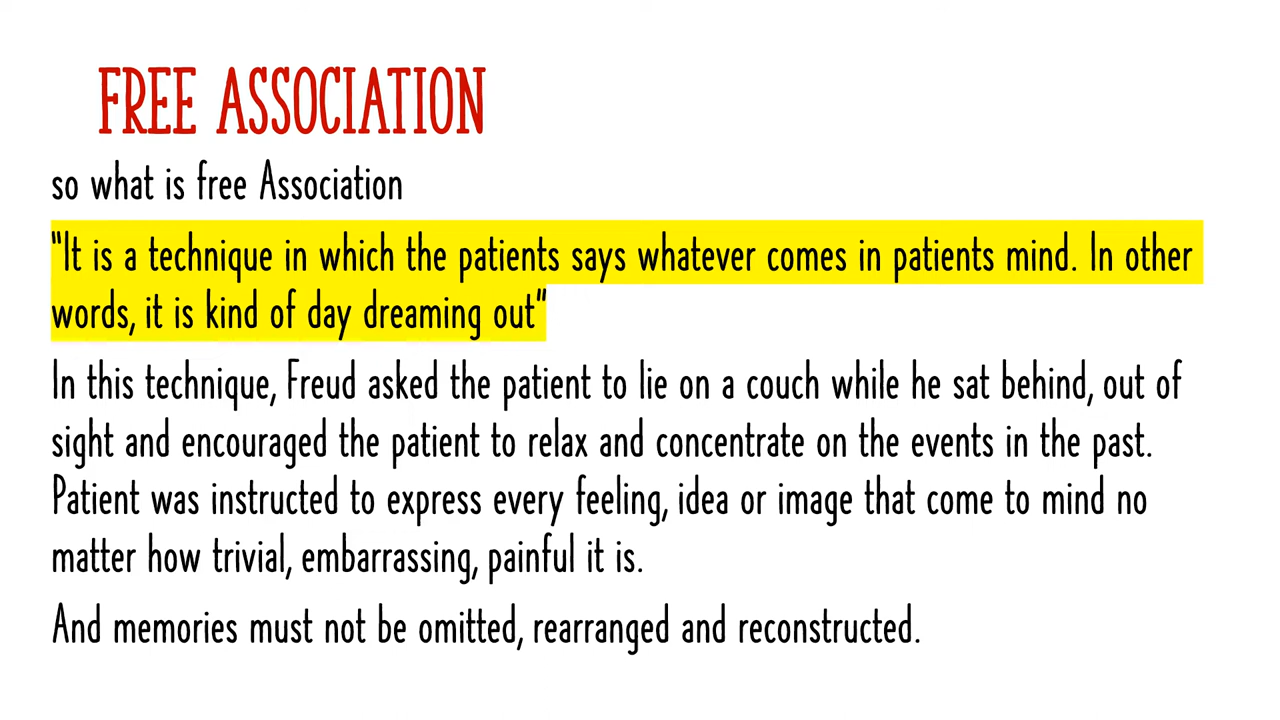 FREE ASSOCIATION
so what is free Association
"It is a technique in which the patients says whatever comes in patients mind. In other
words, it is kind of day dreaming out"
In this technique, Freud asked the patient to lie on a couch while he sat behind, out of
sight and encouraged the patient to relax and concentrate on the events in the past.
Patient was instructed to express every feeling, idea or image that come to mind no
matter how trivial, embarrassing, painful it is.
And memories must not be omitted, rearranged and reconstructed.